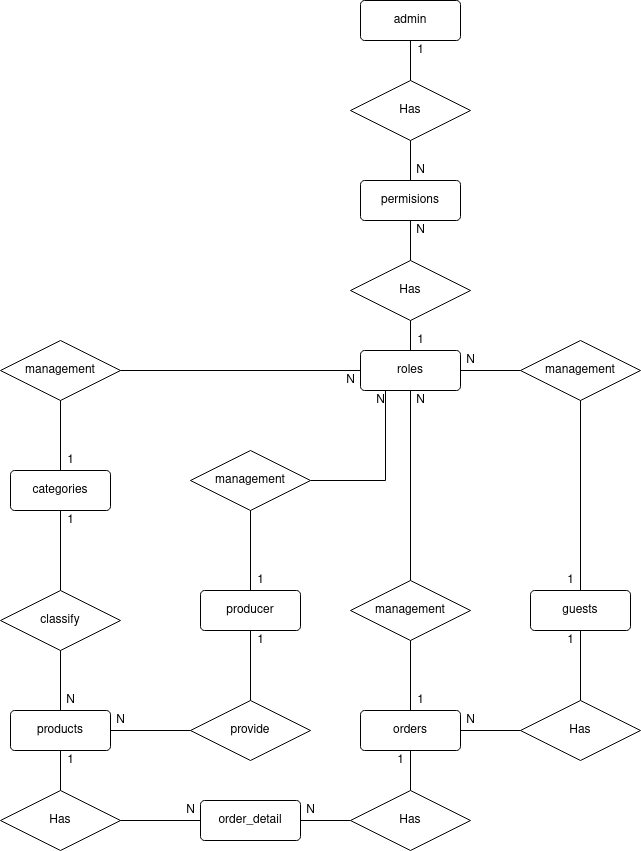 admin
1
Has
N
permisions
N
Has
1
management
roles
N
management
N
N
N
1
categories
1
management
1
producer
1
management
1
guests
1
classify
N
products
N
provide
1
orders
N
Has
1
1
Has
N
order_detail
N
Has